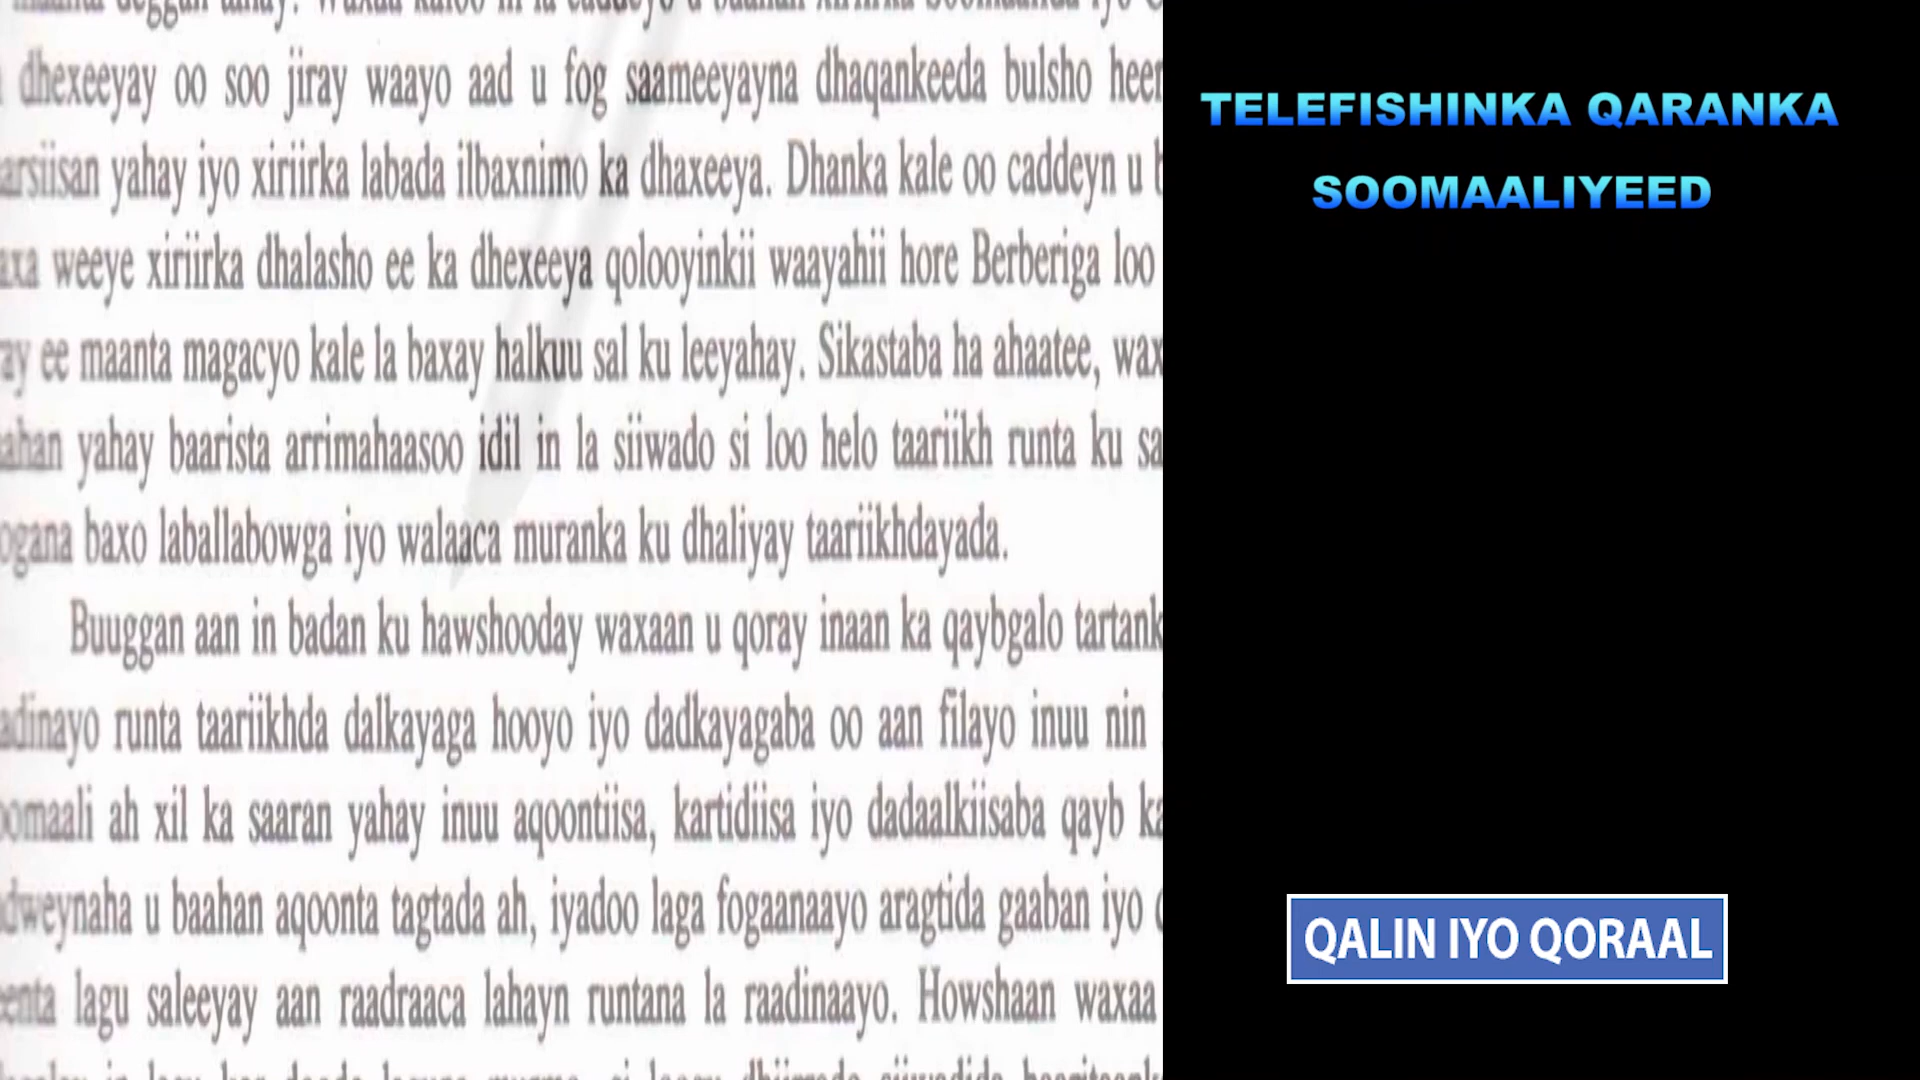 dhexeeyay oo soo jiray waayo aad u fog saameeyayna dhaqankeeda bulsho
yahay iyo xiriirka labada ilbaxnimo ka dhaxeeya. Dhanka kale oo caddeyn u
weeye xiriirka dhalasho ee ka dhexeeya qolooyinkii waayahii hore Berberiga loo
ee maanta magacyo kale la baxay halkuu sal ku leeyahay. Sikastaba ha ahaatee,
yahay baarista arrimahaasoo idil in la siiwado si loo helo taariikh runta ku
baxo laballabowga iyo walaaca muranka ku dhaliyay taariikhdayada.
Buuggan aan in badan ku hawshooday waxaan u qoray inaan ka qaybgalo
runta taariikhda dalkayaga hooyo iyo dadkayagaba oo aan filayo inuu nin
ah xil ka saaran yahay inuu aqoontiisa, kartidiisa iyo dadaalkiisaba qayb
u baahan aqoonta tagtada ah, iyadoo laga fogaanaayo aragtida gaaban iyo
lagu saleeyay aan raadraaca lahayn runtana la raadinaayo. Howshaan waxaa
TELEFISHINKA QARANKA
SOOMAALIYEED
QALIN IYO QORAAL